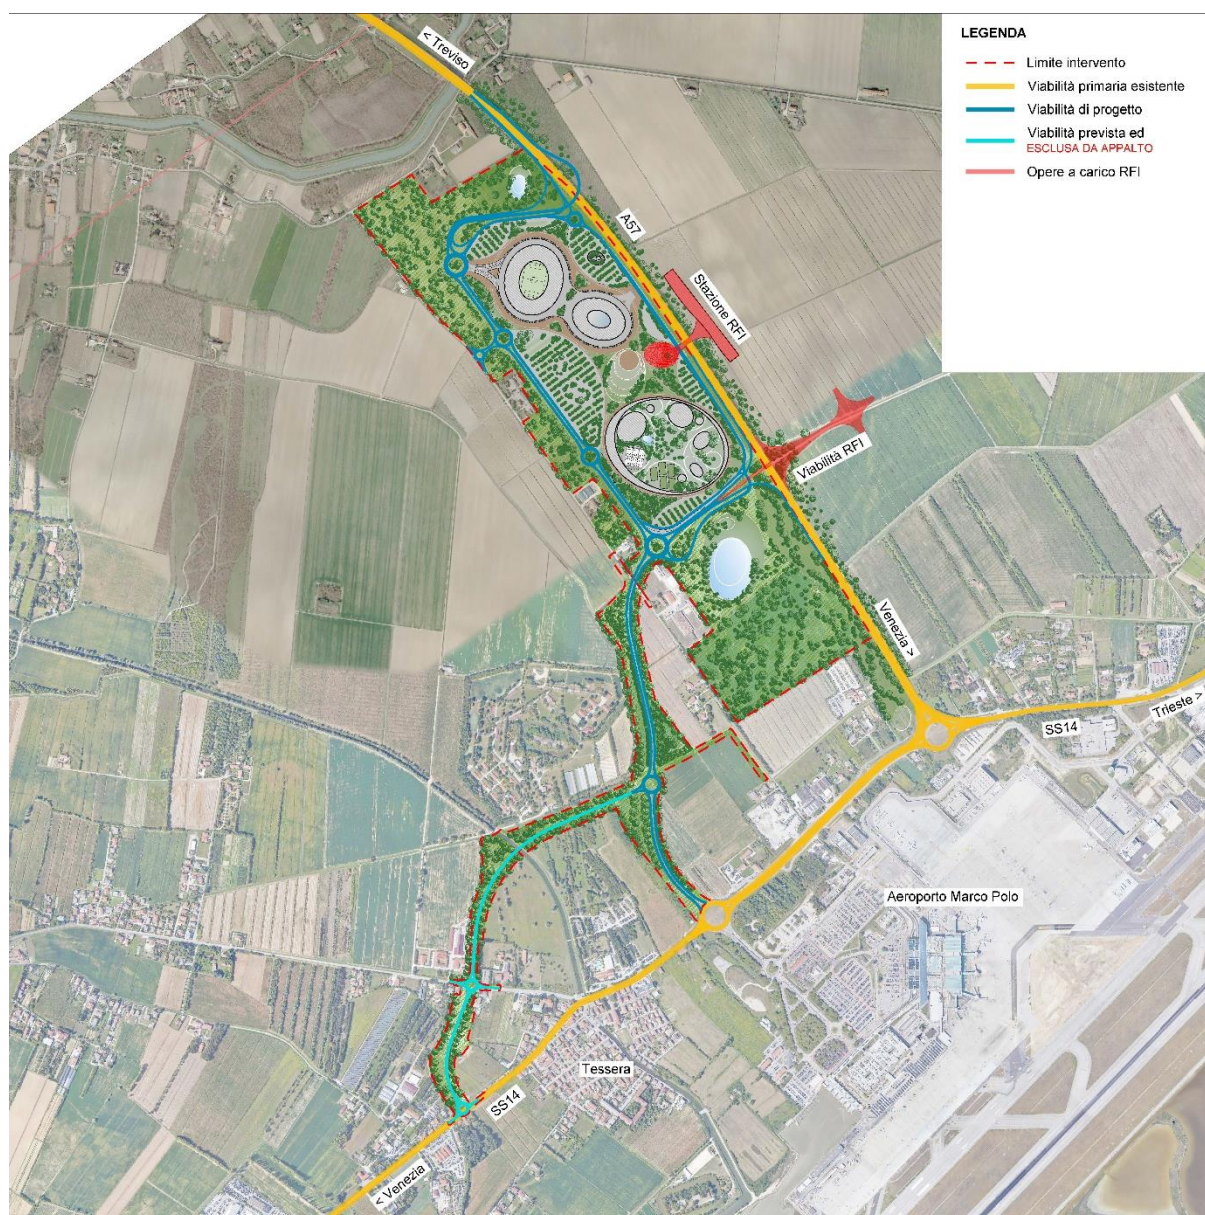 LEGENDA
Limite intervento
Viabilità primaria esistente
Viabilità di progetto
Viabilità prevista ed
ESCLUSA DA APPALTO
Opere a carico RFI
< Treviso
A57
Stazione RFI
Viabilità RFI
Venezia >
SS14
Trieste >
Aeroporto Marco Polo
Tessera
SS14
< Venezia